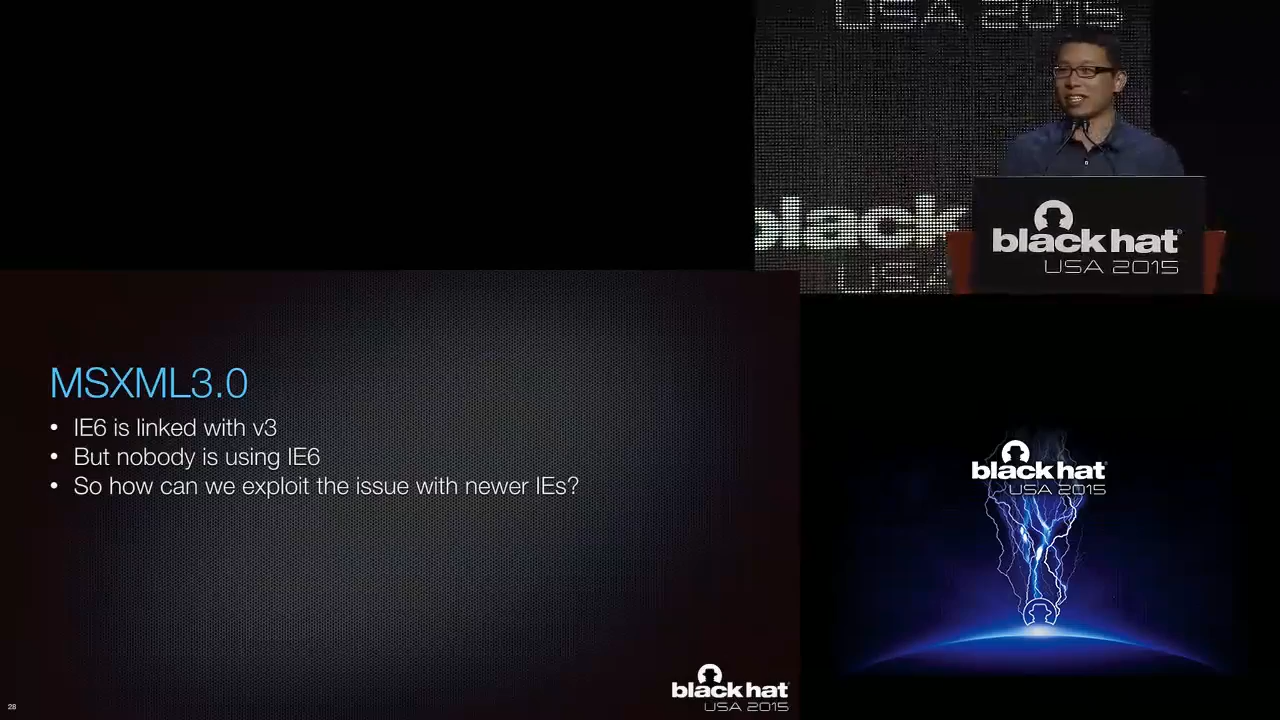 USA 2015
black
USA
black hat
USA 2015
MSXML3.0
• IE6 is linked with v3
• But nobody is using IE6
• So how can we exploit the issue with newer IEs?
black hat
USA 2015
black hat
USA 2015
28